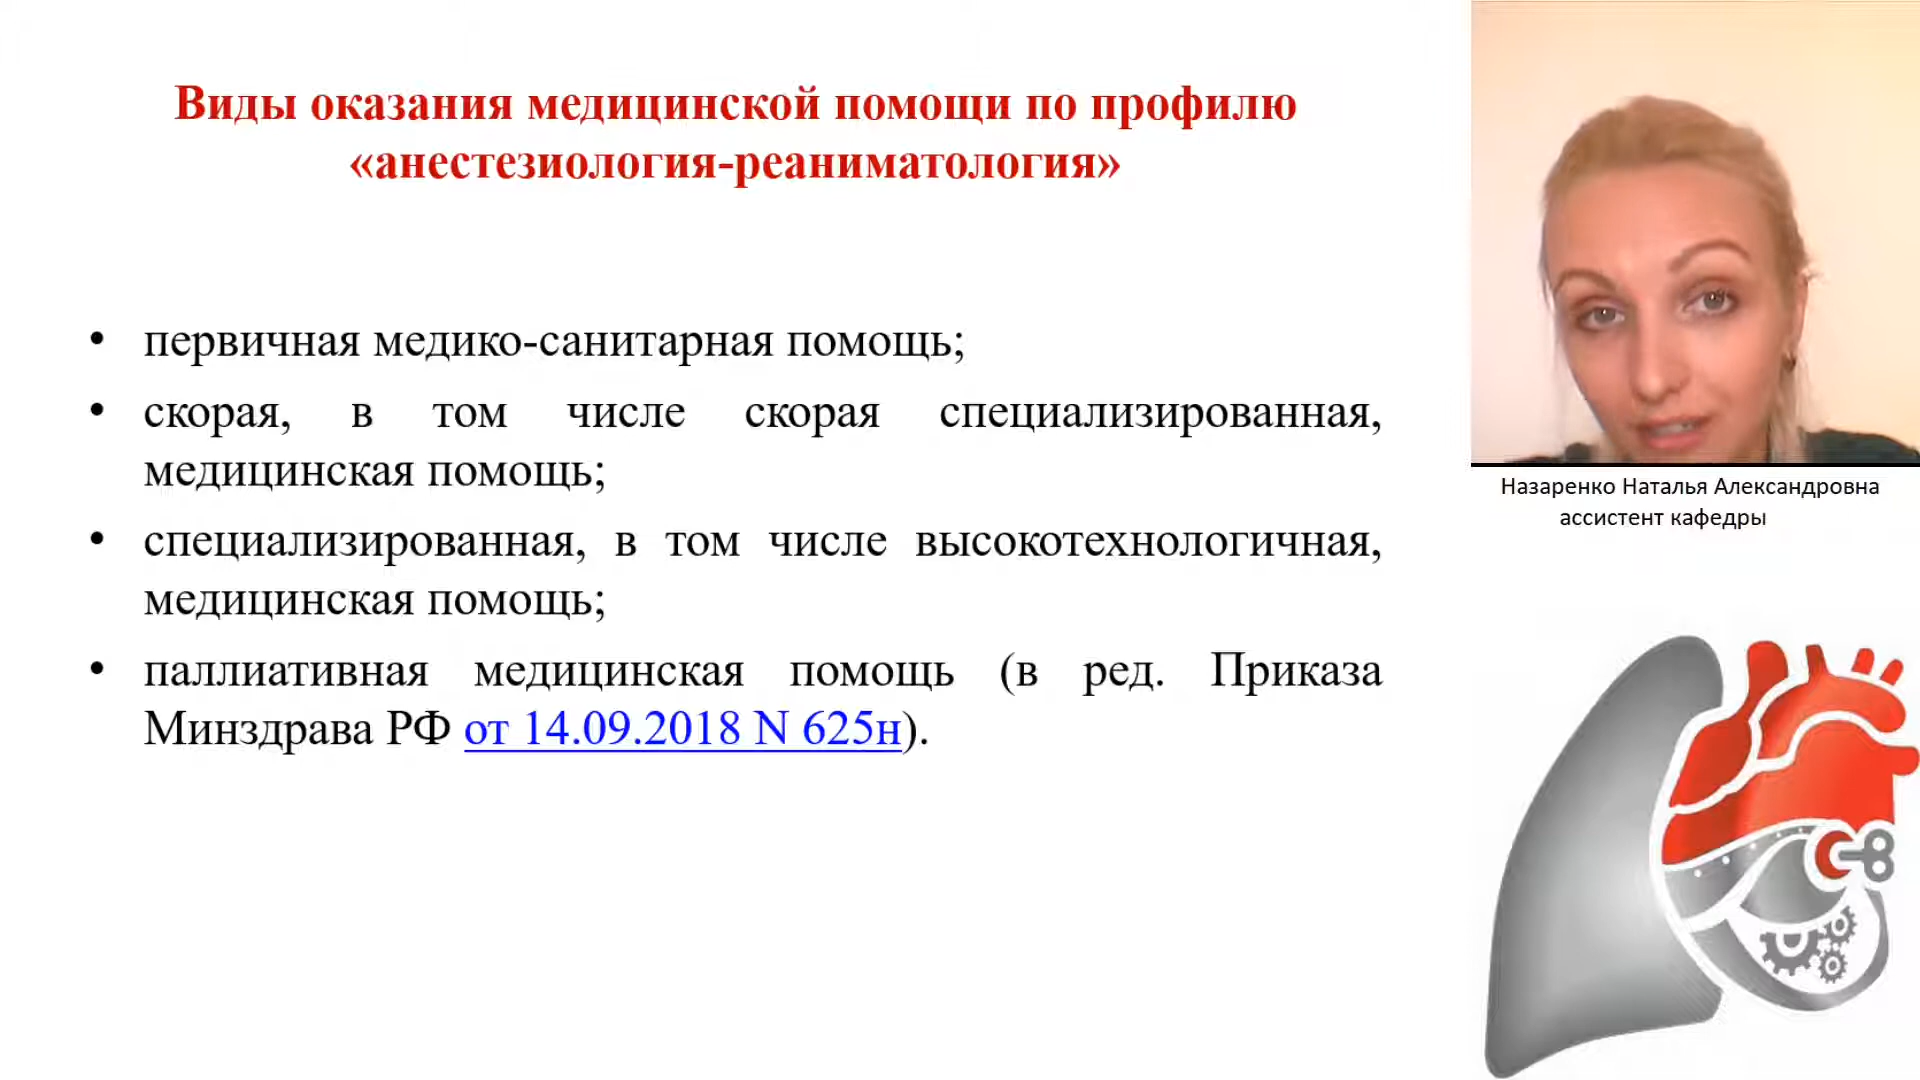 Виды оказания медицинской помощи по профилю
«анестезиология-реаниматология»
• первичная медико-санитарная помощь;
• скорая, в том числе скорая специализированная,
медицинская помощь;
• специализированная, в том числе высокотехнологичная,
медицинская помощь;
• паллиативная медицинская помощь (в ред. Приказа
Минздрава РФ от 14.09.2018 N 625н).
Назаренко Наталья Александровна
ассистент кафедры